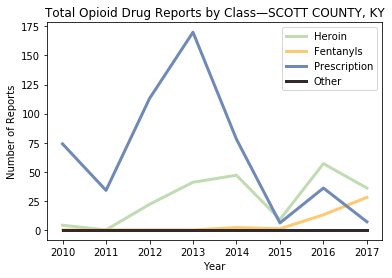 Total Opioid Drug Reports by Class—SCOTT COUNTY, KY
Heroin
Fentanyls
Prescription
Other
Number of Reports
175
150
125
100
75
50
25
0
2010 2011 2012 2013 2014 2015 2016 2017
Year